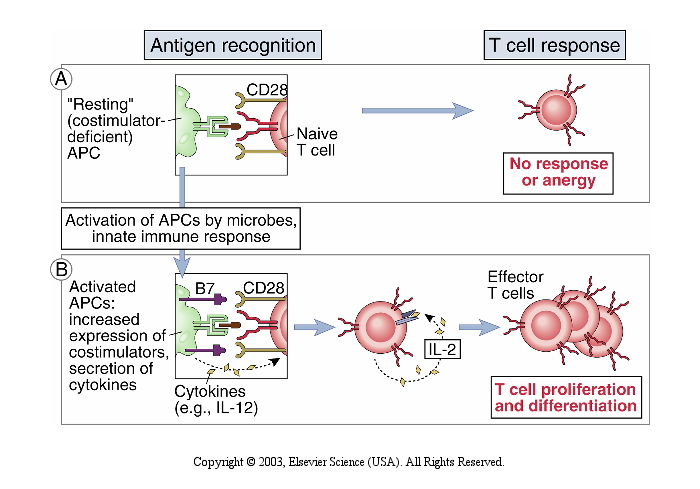 Antigen recognition
T cell response
A
"Resting"
(costimulator-
deficient)
APC
CD28
Naive
T cell
No response
or anergy
Activation of APCs by microbes,
innate immune response
B
Activated
APCs:
increased
expression of
costimulators,
secretion of
cytokines
B7
CD28
Cytokines
(e.g., IL-12)
IL-2
Effector
T cells
T cell proliferation
and differentiation
Copyright © 2003, Elsevier Science (USA). All Rights Reserved.